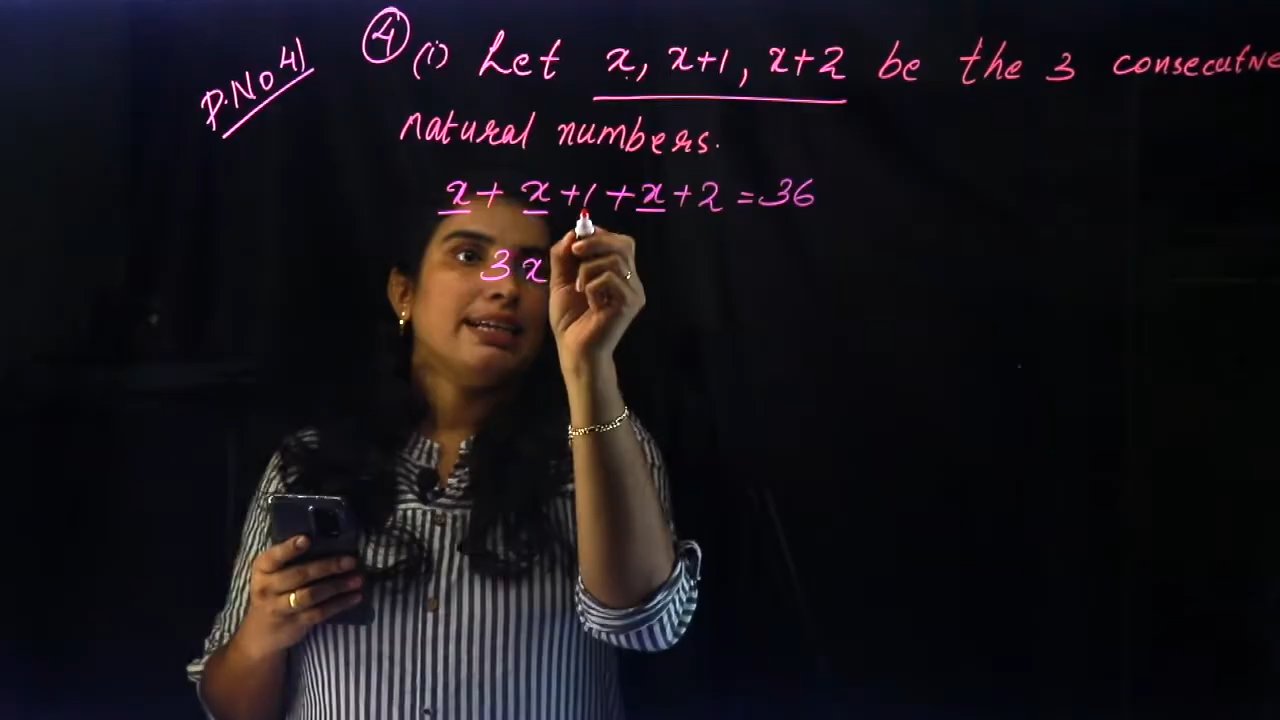 P.No 41
④ (i) Let x, x+1, x+2 be the 3 consecutive
natural numbers.
x + x +1 + x + 2 = 36
3x